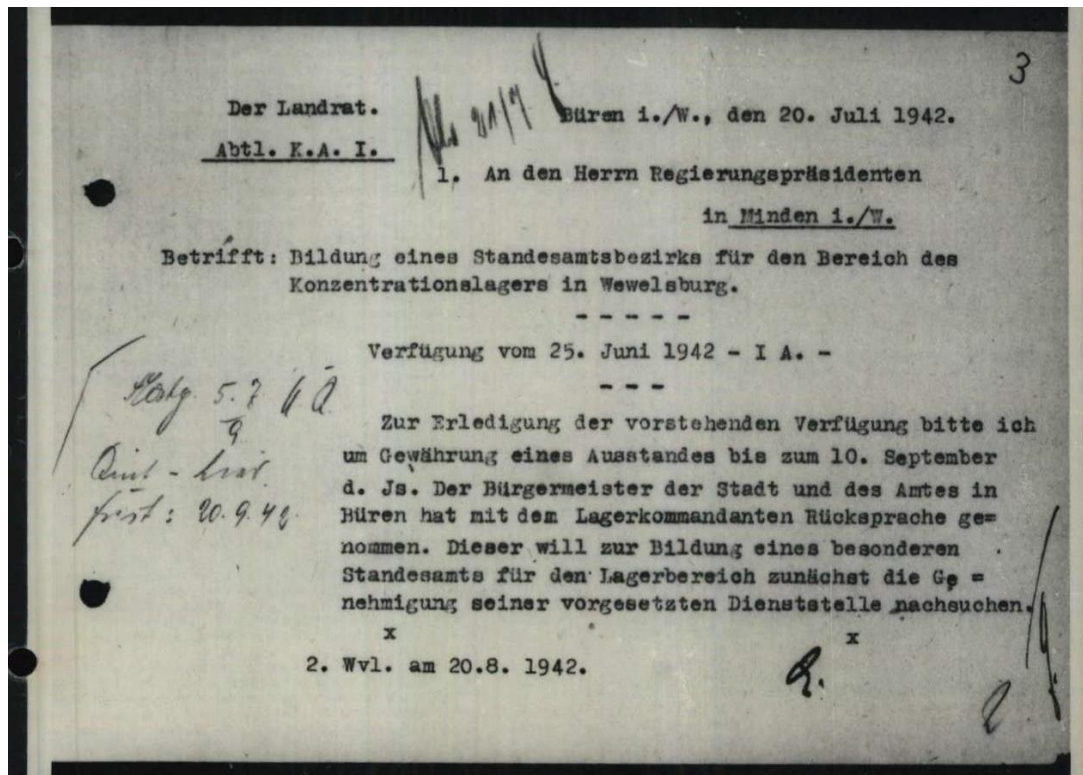 3
Der Landrat.
Büren i./W., den 20. Juli 1942.
Abtl. K.A. I.
21/7.
1. An den Herrn Regierungspräsidenten
in Minden i./W.
Betrifft: Bildung eines Standesamtsbezirks für den Bereich des
Konzentrationslagers in Wewelsburg.
- - - - -
Verfügung vom 25. Juni 1942 - I A. -
- - -
Zur Erledigung der vorstehenden Verfügung bitte ich
um Gewährung eines Ausstandes bis zum 10. September
d. Js. Der Bürgermeister der Stadt und des Amtes in
Büren hat mit dem Lagerkommandanten Rücksprache ge=
nommen. Dieser will zur Bildung eines besonderen
Standesamts für den Lagerbereich zunächst die Ge =
nehmigung seiner vorgesetzten Dienststelle nachsuchen.
x x
2. Wvl. am 20.8. 1942.
5.7
frist: 20.9.42.